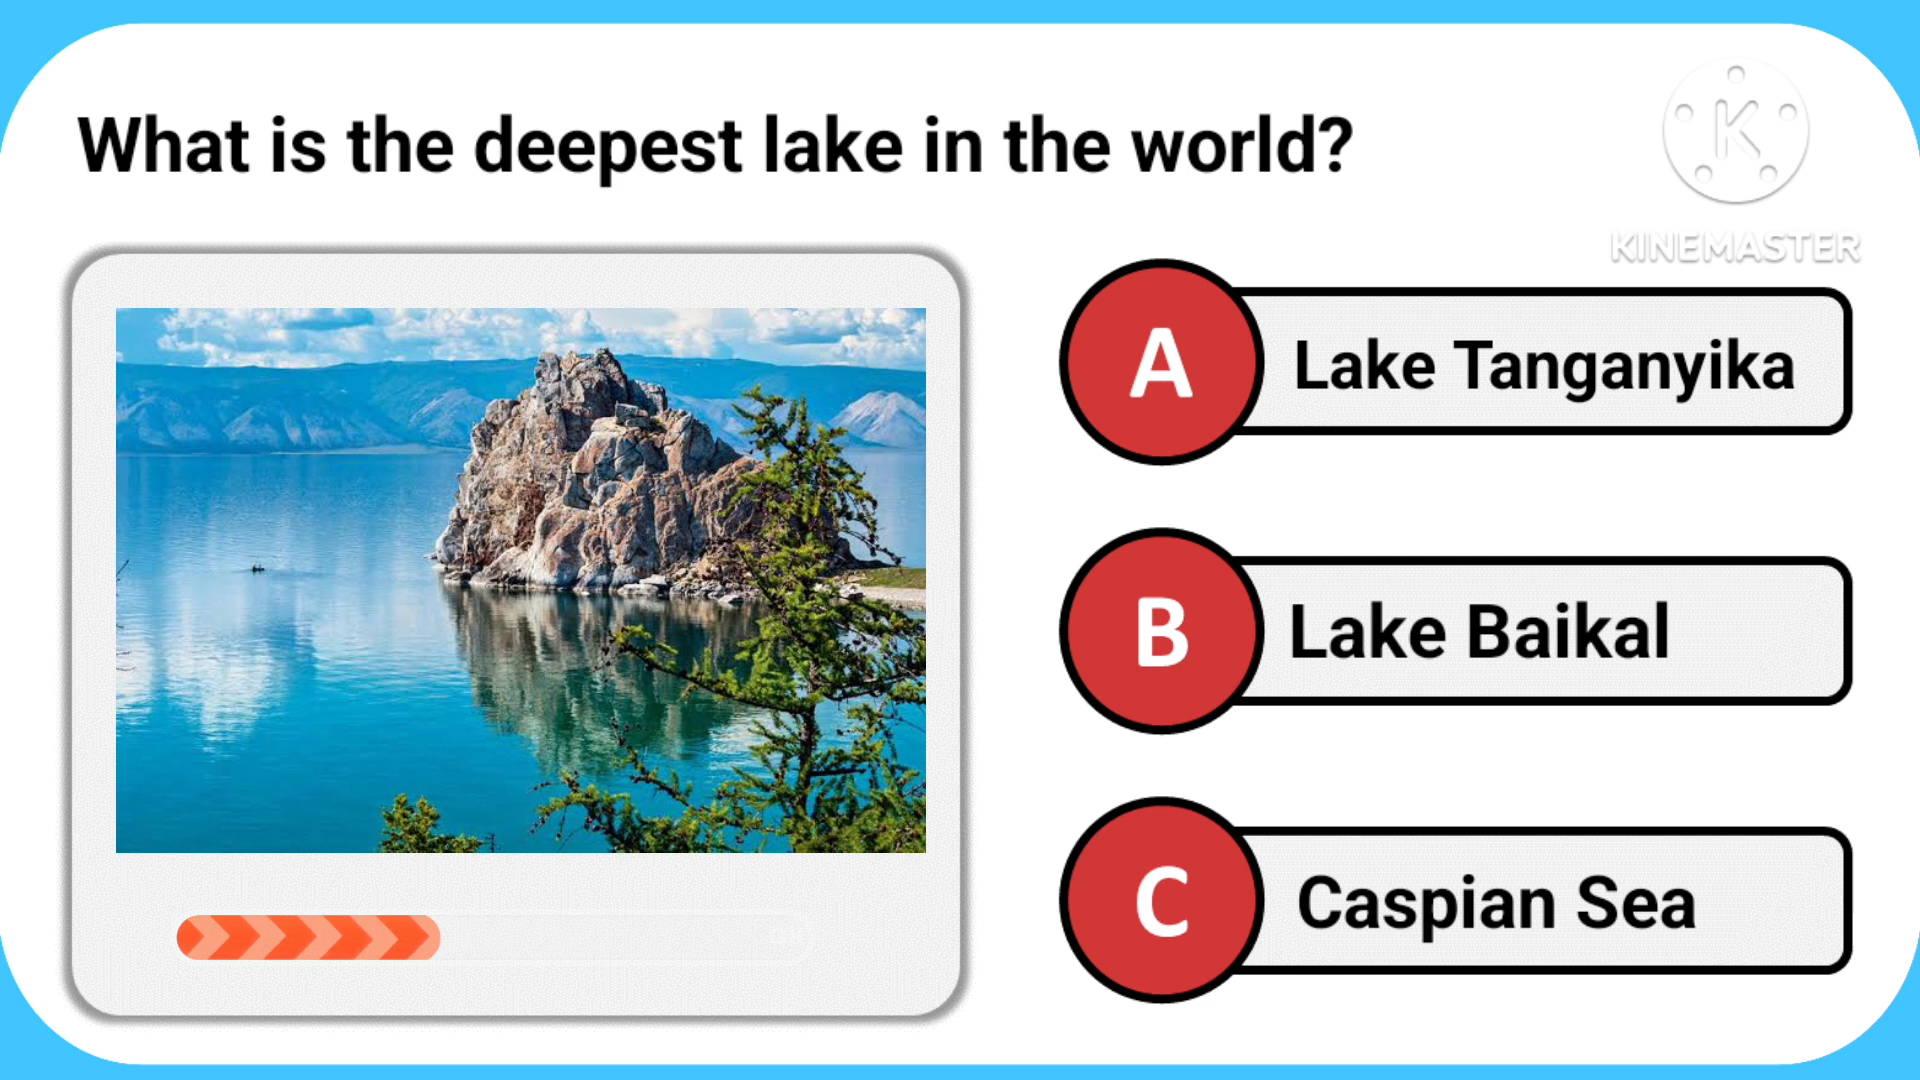 What is the deepest lake in the world?
K
KINEMASTER
A Lake Tanganyika
B Lake Baikal
C Caspian Sea